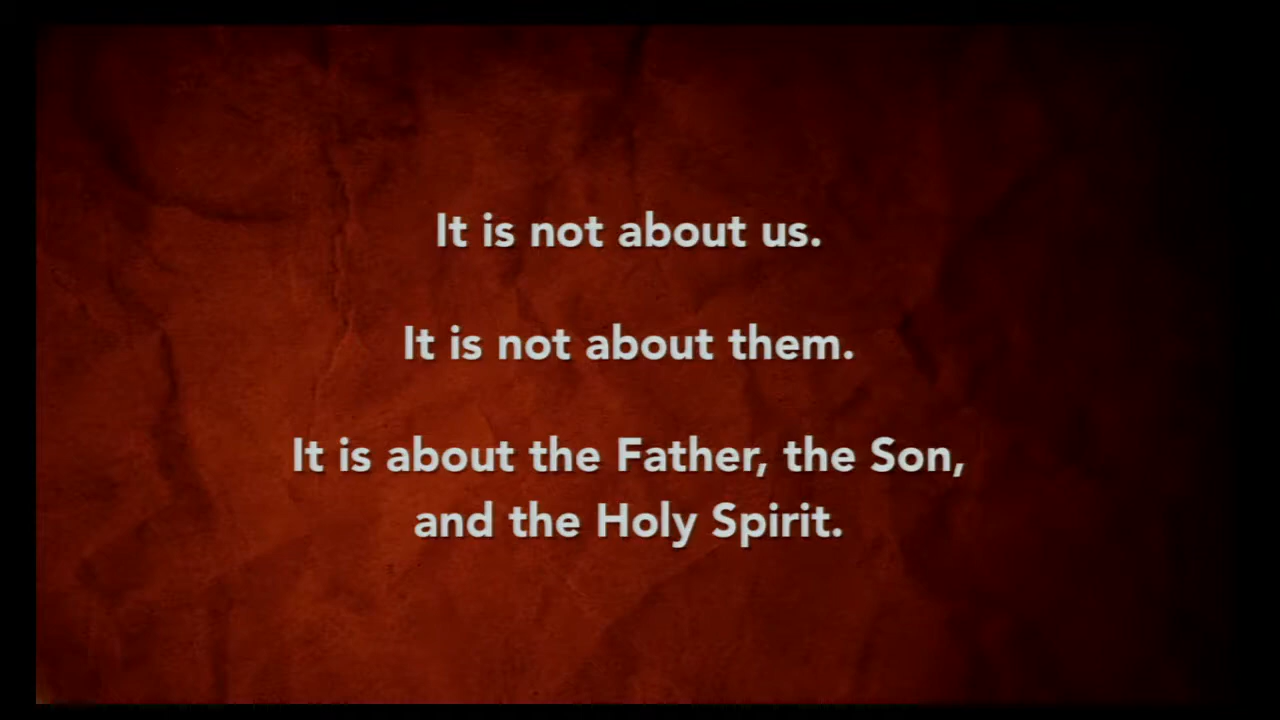 It is not about us.
It is not about them.
It is about the Father, the Son,
and the Holy Spirit.